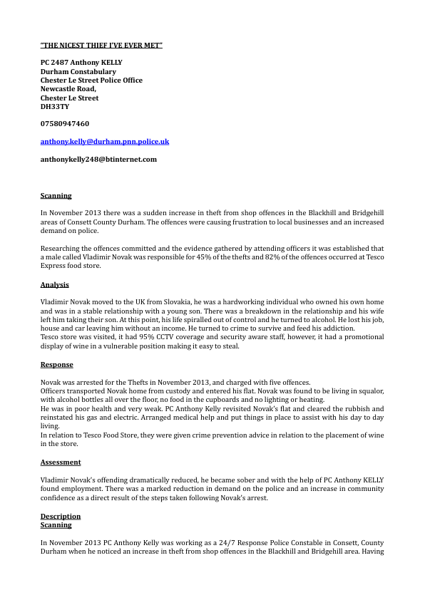 "THE NICEST THIEF I'VE EVER MET"
PC 2487 Anthony KELLY
Durham Constabulary
Chester Le Street Police Office
Newcastle Road,
Chester Le Street
DH33TY
07580947460
anthony.kelly@durham.pnn.police.uk
anthonykelly248@btinternet.com
Scanning
In November 2013 there was a sudden increase in theft from shop offences in the Blackhill and Bridgehill
areas of Consett County Durham. The offences were causing frustration to local businesses and an increased
demand on police.
Researching the offences committed and the evidence gathered by attending officers it was established that
a male called Vladimir Novak was responsible for 45% of the thefts and 82% of the offences occurred at Tesco
Express food store.
Analysis
Vladimir Novak moved to the UK from Slovakia, he was a hardworking individual who owned his own home
and was in a stable relationship with a young son. There was a breakdown in the relationship and his wife
left him taking their son. At this point, his life spiralled out of control and he turned to alcohol. He lost his job,
house and car leaving him without an income. He turned to crime to survive and feed his addiction.
Tesco store was visited, it had 95% CCTV coverage and security aware staff, however, it had a promotional
display of wine in a vulnerable position making it easy to steal.
Response
Novak was arrested for the Thefts in November 2013, and charged with five offences.
Officers transported Novak home from custody and entered his flat. Novak was found to be living in squalor,
with alcohol bottles all over the floor, no food in the cupboards and no lighting or heating.
He was in poor health and very weak. PC Anthony Kelly revisited Novak's flat and cleared the rubbish and
reinstated his gas and electric. Arranged medical help and put things in place to assist with his day to day
living.
In relation to Tesco Food Store, they were given crime prevention advice in relation to the placement of wine
in the store.
Assessment
Vladimir Novak's offending dramatically reduced, he became sober and with the help of PC Anthony KELLY
found employment. There was a marked reduction in demand on the police and an increase in community
confidence as a direct result of the steps taken following Novak's arrest.
Description
Scanning
In November 2013 PC Anthony Kelly was working as a 24/7 Response Police Constable in Consett, County
Durham when he noticed an increase in theft from shop offences in the Blackhill and Bridgehill area. Having